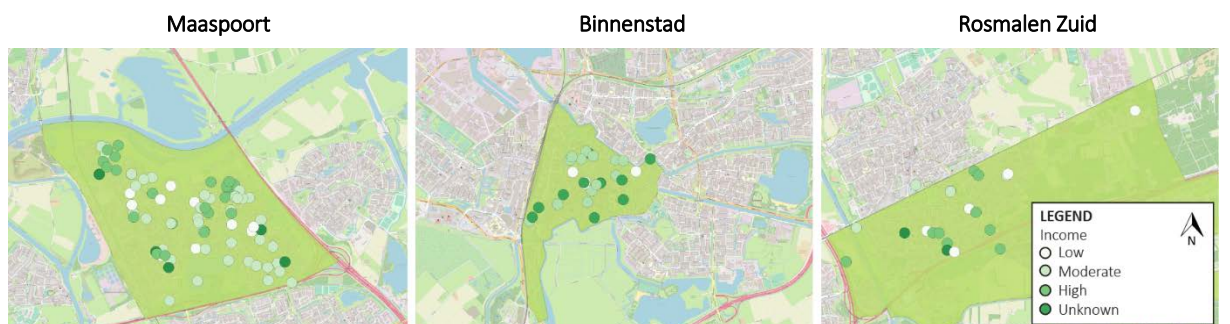 Maaspoort
Binnenstad
Rosmalen Zuid
LEGEND
Income
Low
Moderate
High
Unknown
N